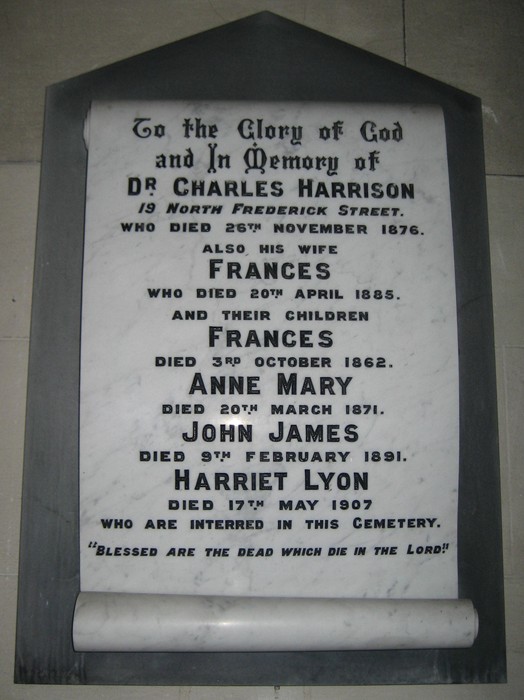 To the Glory of God
and In Memory of
DR. CHARLES HARRISON
19 NORTH FREDERICK STREET.
WHO DIED 26TH NOVEMBER 1876.
ALSO HIS WIFE
FRANCES
WHO DIED 20TH APRIL 1885.
AND THEIR CHILDREN
FRANCES
DIED 3RD OCTOBER 1862.
ANNE MARY
DIED 20TH MARCH 1871.
JOHN JAMES
DIED 9TH FEBRUARY 1891.
HARRIET LYON
DIED 17TH MAY 1907
WHO ARE INTERRED IN THIS CEMETERY.
"BLESSED ARE THE DEAD WHICH DIE IN THE LORD."